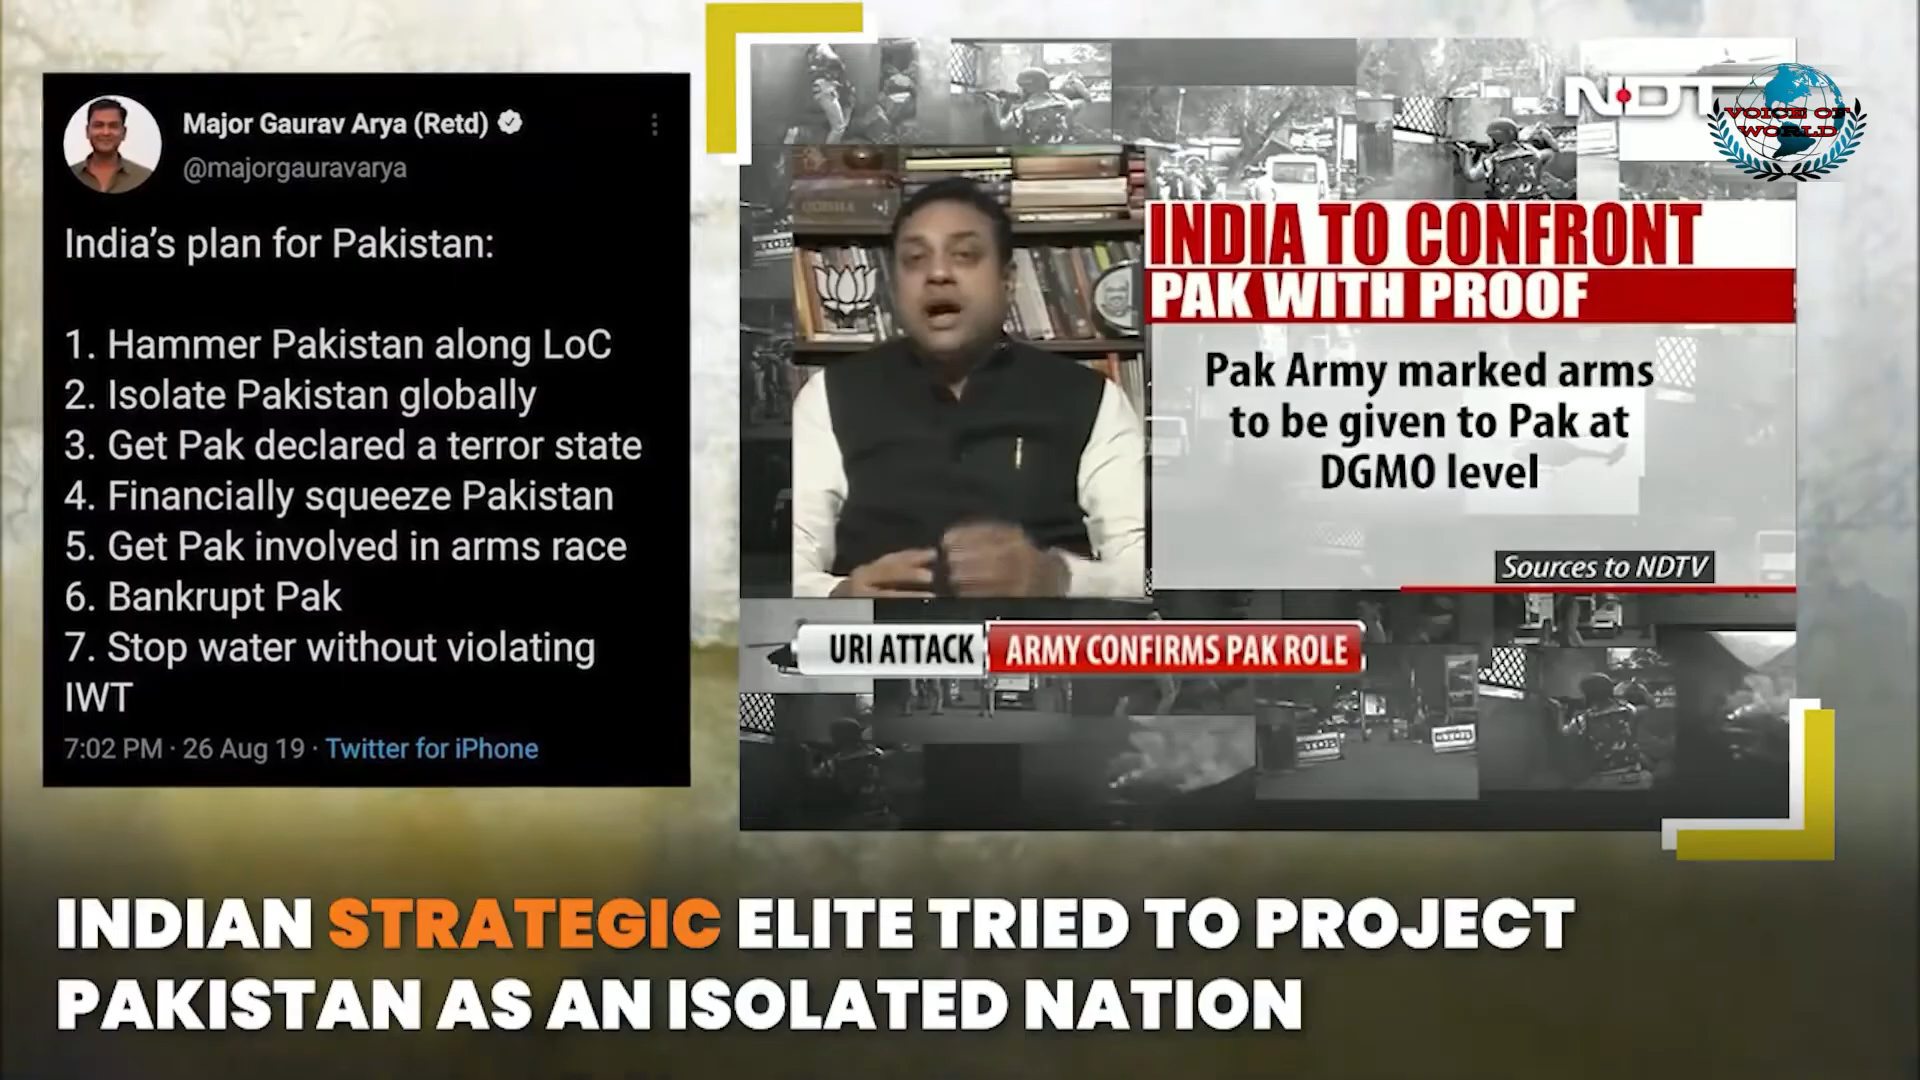 Major Gaurav Arya (Retd)
@majorgauravarya
India's plan for Pakistan:
1. Hammer Pakistan along LoC
2. Isolate Pakistan globally
3. Get Pak declared a terror state
4. Financially squeeze Pakistan
5. Get Pak involved in arms race
6. Bankrupt Pak
7. Stop water without violating
IWT
7:02 PM · 26 Aug 19 · Twitter for iPhone
NDT
VOICE OF
WORLD
ODISHA
INDIA TO CONFRONT
PAK WITH PROOF
Pak Army marked arms
to be given to Pak at
DGMO level
Sources to NDTV
URI ATTACK ARMY CONFIRMS PAK ROLE
INDIAN STRATEGIC ELITE TRIED TO PROJECT
PAKISTAN AS AN ISOLATED NATION